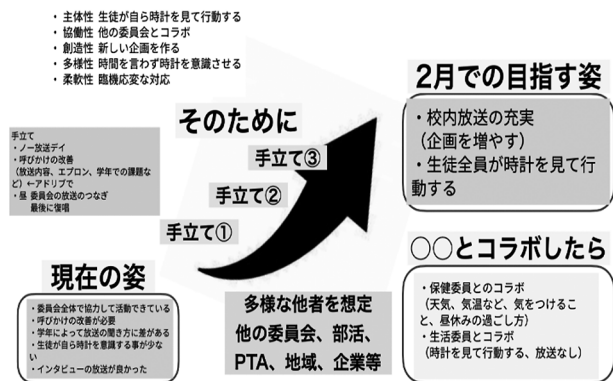 ・主体性 生徒が自ら時計を見て行動する
・協働性 他の委員会とコラボ
・創造性 新しい企画を作る
・多様性 時間を言わず時計を意識させる
・柔軟性 臨機応変な対応
そのために
手立て
・ノー放送デイ
・呼びかけの改善
(放送内容、エプロン、学年での課題な
ど)←アドリブで
・昼 委員会の放送のつなぎ
最後に復唱
手立て③
手立て②
手立て①
2月での目指す姿
・校内放送の充実
(企画を増やす)
・生徒全員が時計を見て行
動する
現在の姿
・委員会全体で協力して活動できている
・呼びかけの改善が必要
・学年によって放送の聞き方に差がある
・生徒が自ら時計を意識する事が少な
い
・インタビューの放送が良かった
多様な他者を想定
他の委員会、部活、
PTA、地域、企業等
〇〇とコラボしたら
・保健委員とのコラボ
(天気、気温など、気をつけるこ
と、昼休みの過ごし方)
・生活委員とコラボ
(時計を見て行動する、放送なし)